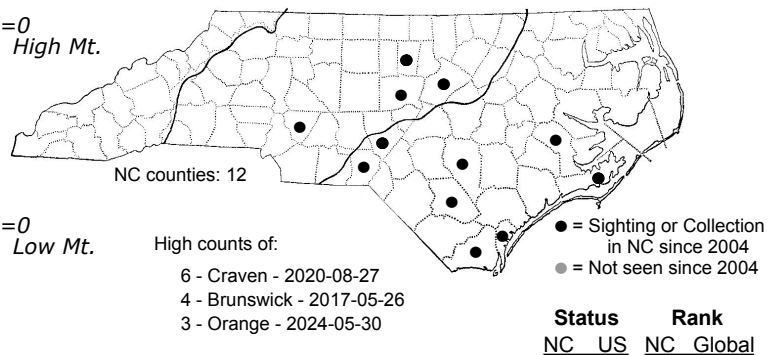 =0
High Mt.
NC counties: 12
=0
Low Mt.
High counts of:
6 - Craven - 2020-08-27
4 - Brunswick - 2017-05-26
3 - Orange - 2024-05-30
= Sighting or Collection
in NC since 2004
= Not seen since 2004
Status Rank
NC US NC Global